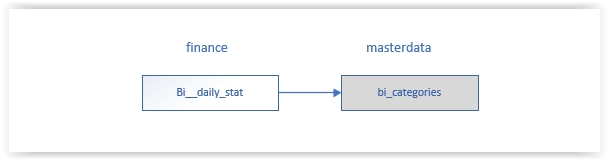 finance
masterdata
Bi__daily_stat
bi_categories